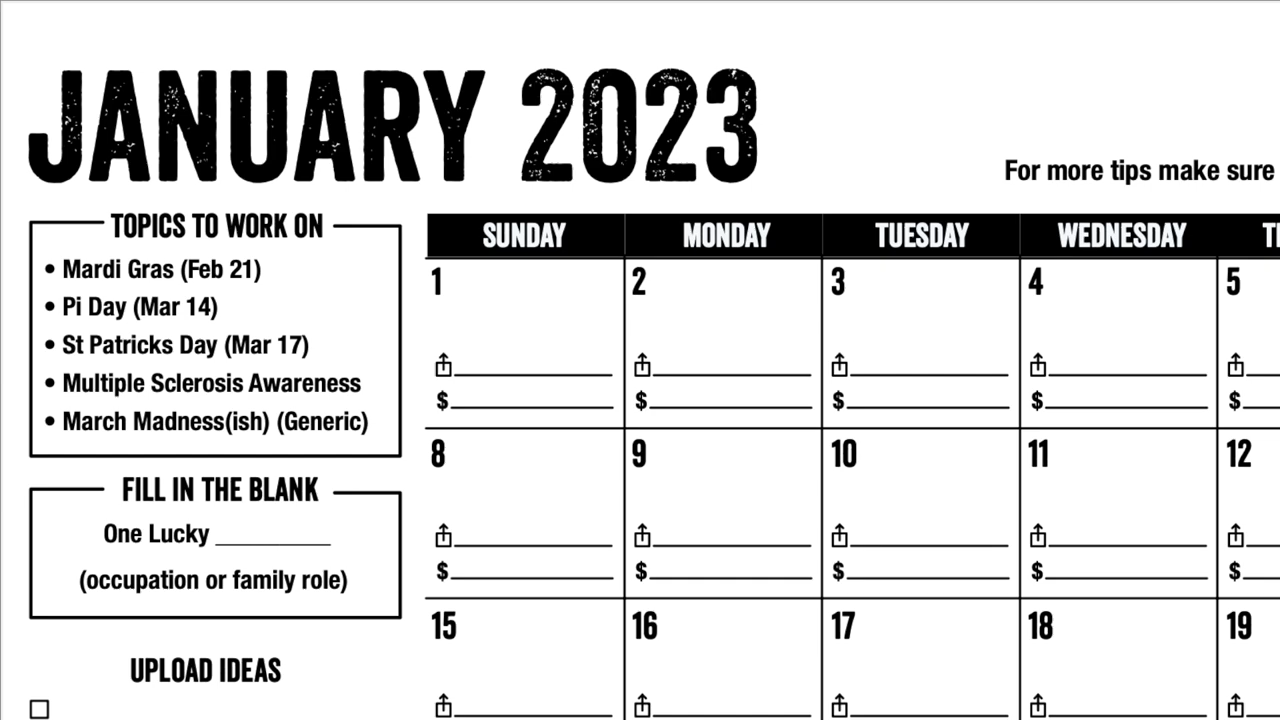 JANUARY 2023
For more tips make sure
TOPICS TO WORK ON
• Mardi Gras (Feb 21)
• Pi Day (Mar 14)
• St Patricks Day (Mar 17)
• Multiple Sclerosis Awareness
• March Madness(ish) (Generic)
FILL IN THE BLANK
One Lucky _________
(occupation or family role)
UPLOAD IDEAS
SUNDAY MONDAY TUESDAY WEDNESDAY
1 2 3 4 5
$ $ $ $ $
8 9 10 11 12
$ $ $ $ $
15 16 17 18 19